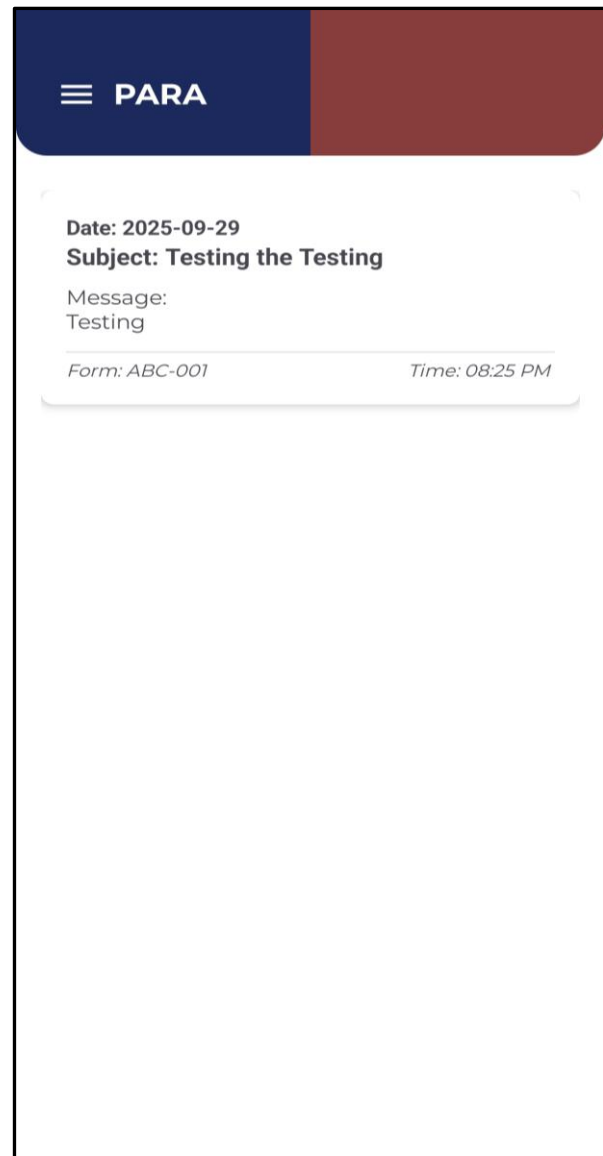 PARA
Date: 2025-09-29
Subject: Testing the Testing
Message:
Testing
Form: ABC-001 Time: 08:25 PM